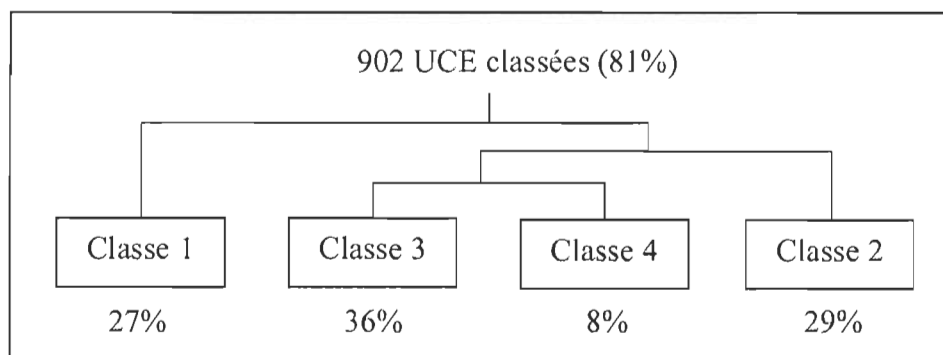 902 UCE classées (81%)
Classe 1
Classe 3
Classe 4
Classe 2
27%
36%
8%
29%